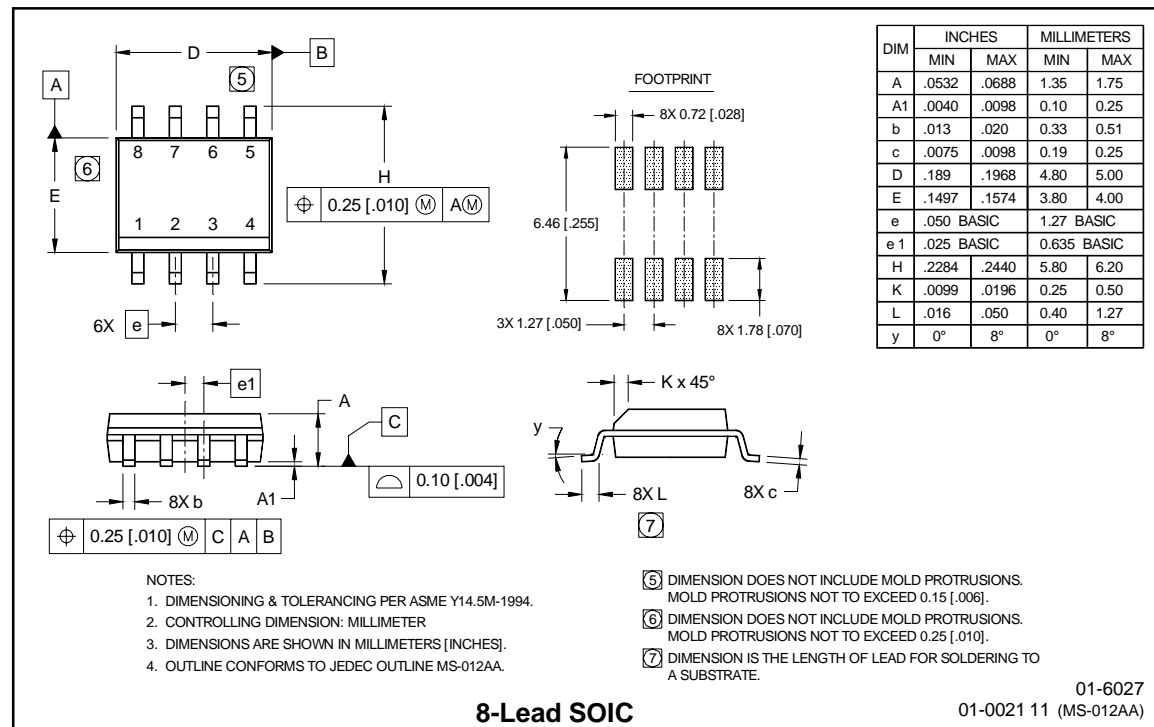 D
B
5
A
8 7 6 5
6
E
H
0.25 [.010] M A M
1 2 3 4
6X e
FOOTPRINT
8X 0.72 [.028]
6.46 [.255]
3X 1.27 [.050]
8X 1.78 [.070]
DIM INCHES MILLIMETERS
MIN MAX MIN MAX
A .0532 .0688 1.35 1.75
A1 .0040 .0098 0.10 0.25
b .013 .020 0.33 0.51
c .0075 .0098 0.19 0.25
D .189 .1968 4.80 5.00
E .1497 .1574 3.80 4.00
e .050 BASIC 1.27 BASIC
e 1 .025 BASIC 0.635 BASIC
H .2284 .2440 5.80 6.20
K .0099 .0196 0.25 0.50
L .016 .050 0.40 1.27
y 0° 8° 0° 8°
e1
A
C
0.10 [.004]
8X b
A1
0.25 [.010] M C A B
K x 45°
y
8X L
7
8X c
NOTES:
1. DIMENSIONING & TOLERANCING PER ASME Y14.5M-1994.
2. CONTROLLING DIMENSION: MILLIMETER
3. DIMENSIONS ARE SHOWN IN MILLIMETERS [INCHES].
4. OUTLINE CONFORMS TO JEDEC OUTLINE MS-012AA.
5 DIMENSION DOES NOT INCLUDE MOLD PROTRUSIONS.
MOLD PROTRUSIONS NOT TO EXCEED 0.15 [.006].
6 DIMENSION DOES NOT INCLUDE MOLD PROTRUSIONS.
MOLD PROTRUSIONS NOT TO EXCEED 0.25 [.010].
7 DIMENSION IS THE LENGTH OF LEAD FOR SOLDERING TO
A SUBSTRATE.
8-Lead SOIC
01-6027
01-0021 11 (MS-012AA)